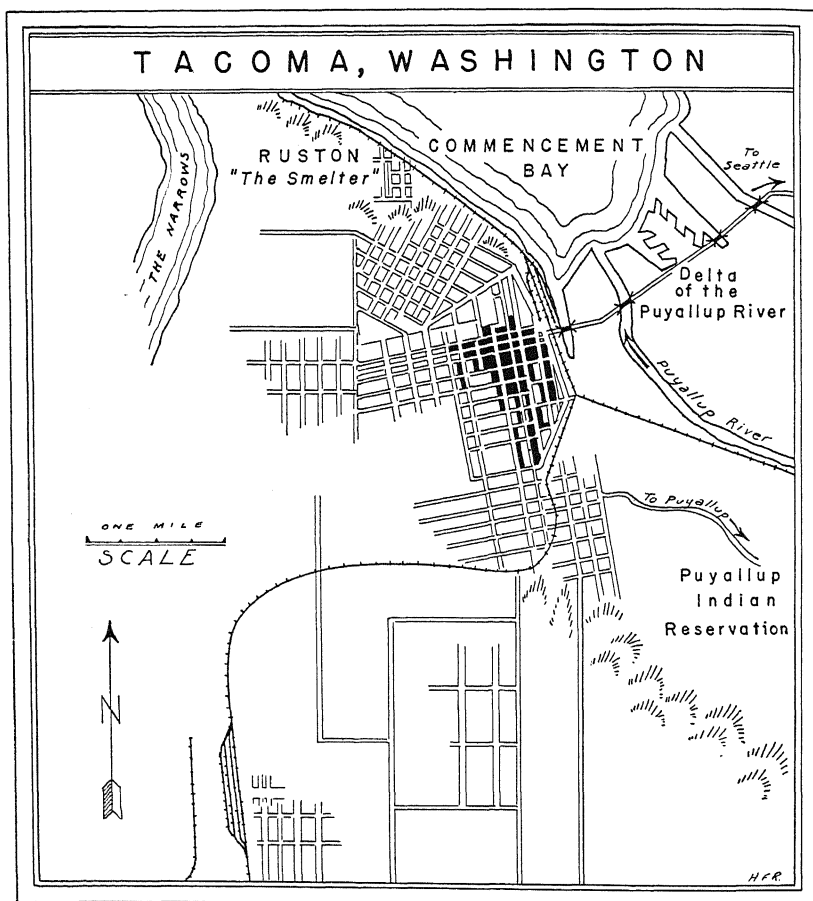 TACOMA, WASHINGTON
COMMENCEMENT
BAY
To
Seattle
RUSTON
"The Smelter"
THE NARROWS
Delta
of the
Puyallup River
Puyallup River
ONE MILE
SCALE
To Puyallup
Puyallup
Indian
Reservation
N
H.F.R.